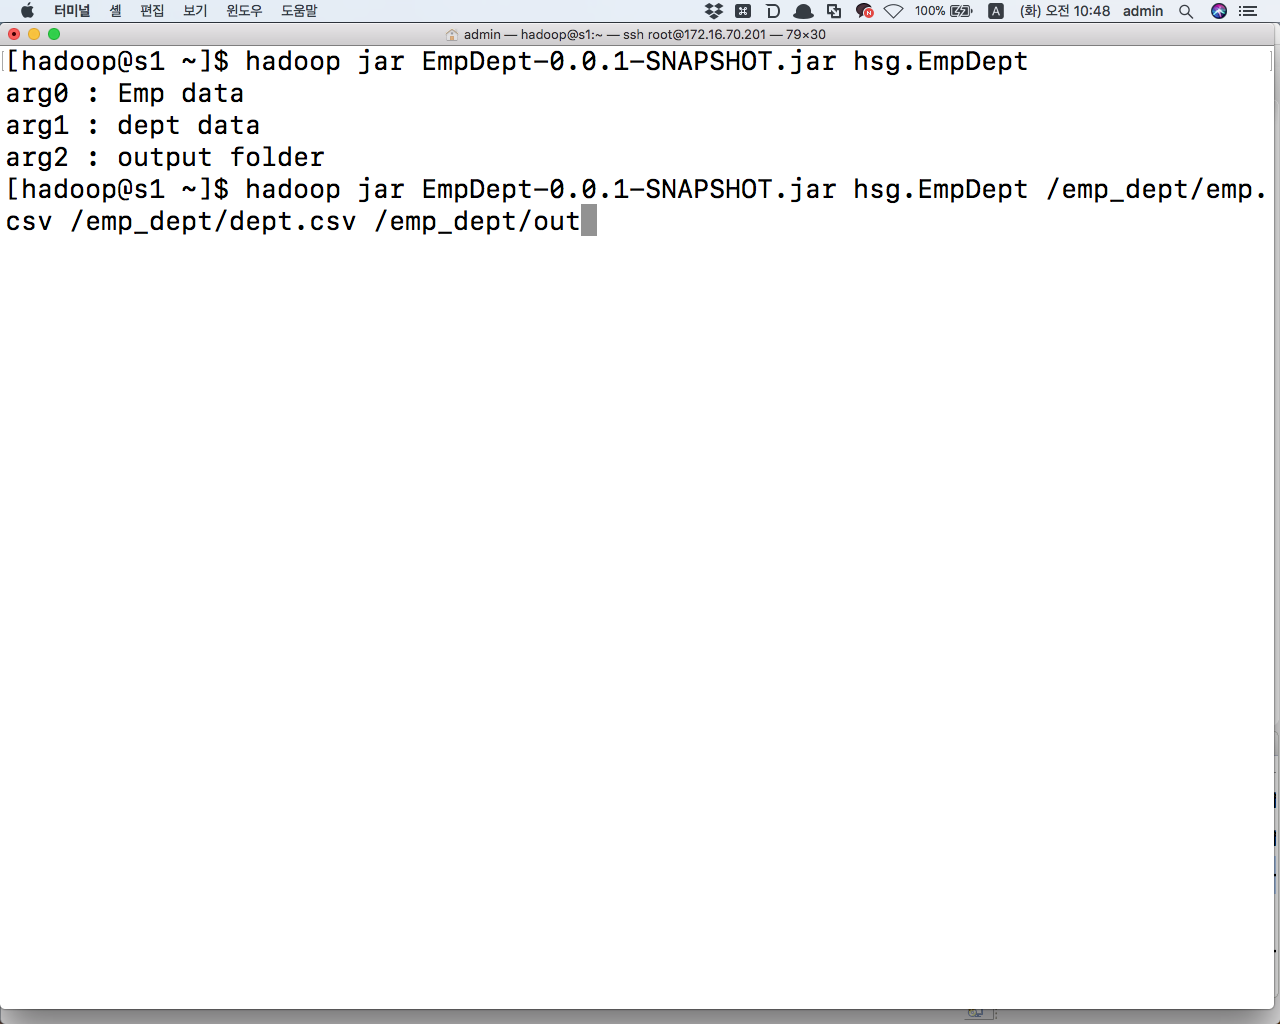 터미널 셸 편집 보기 윈도우 도움말 100% A (화) 오전 10:48 admin
admin — hadoop@s1:~ — ssh root@172.16.70.201 — 79×30
[hadoop@s1 ~]$ hadoop jar EmpDept-0.0.1-SNAPSHOT.jar hsg.EmpDept
arg0 : Emp data
arg1 : dept data
arg2 : output folder
[hadoop@s1 ~]$ hadoop jar EmpDept-0.0.1-SNAPSHOT.jar hsg.EmpDept /emp_dept/emp.
csv /emp_dept/dept.csv /emp_dept/out